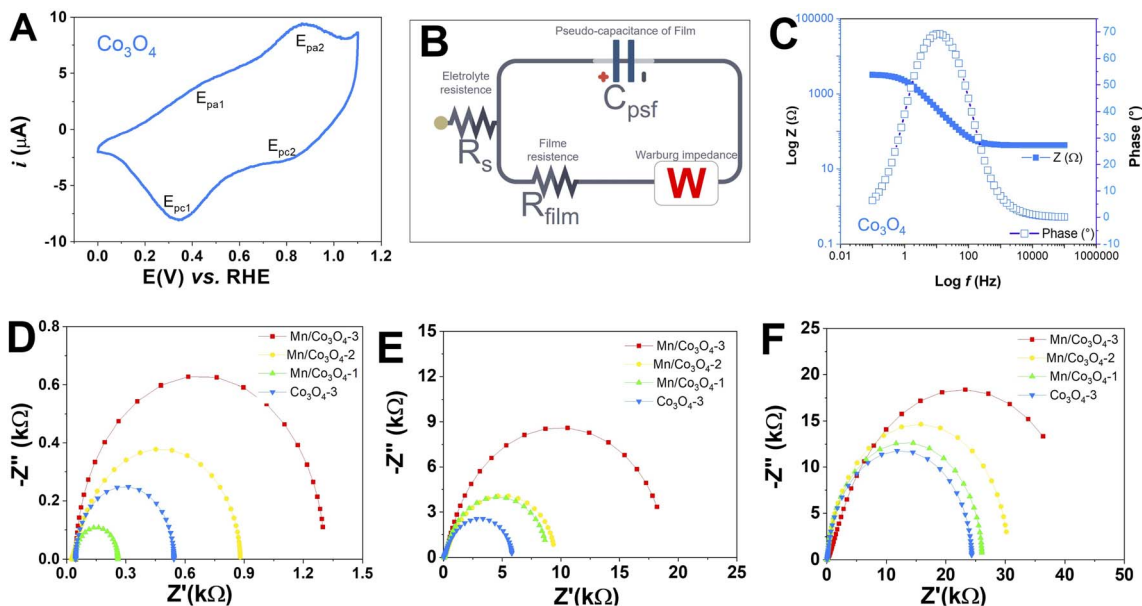 A
Co₃O₄
10
5
0
-5
-10
i (µA)
E_pa1
E_pa2
E_pc1
E_pc2
0.0 0.2 0.4 0.6 0.8 1.0 1.2
E(V) vs. RHE
B
Pseudo-capacitance of Film
C_psf
Eletrolyte
resistence
R_s
Filme
resistence
R_film
Warburg impedance
W
C
100000
1000
10
0.1
Log Z (Ω)
Z (Ω)
Phase (°)
Co₃O₄
70
60
50
40
30
20
10
0
-10
Phase (°)
0.01 1 100 10000 1000000
Log f (Hz)
D
Mn/Co₃O₄-3
Mn/Co₃O₄-2
Mn/Co₃O₄-1
Co₃O₄-3
0.8
0.6
0.4
0.2
0.0
-Z" (kΩ)
0.0 0.3 0.6 0.9 1.2 1.5
Z'(kΩ)
E
Mn/Co₃O₄-3
Mn/Co₃O₄-2
Mn/Co₃O₄-1
Co₃O₄-3
15
12
9
6
3
0
-Z" (kΩ)
0 5 10 15 20 25
Z'(kΩ)
F
Mn/Co₃O₄-3
Mn/Co₃O₄-2
Mn/Co₃O₄-1
Co₃O₄-3
25
20
15
10
5
0
-Z" (kΩ)
0 10 20 30 40 50
Z'(kΩ)